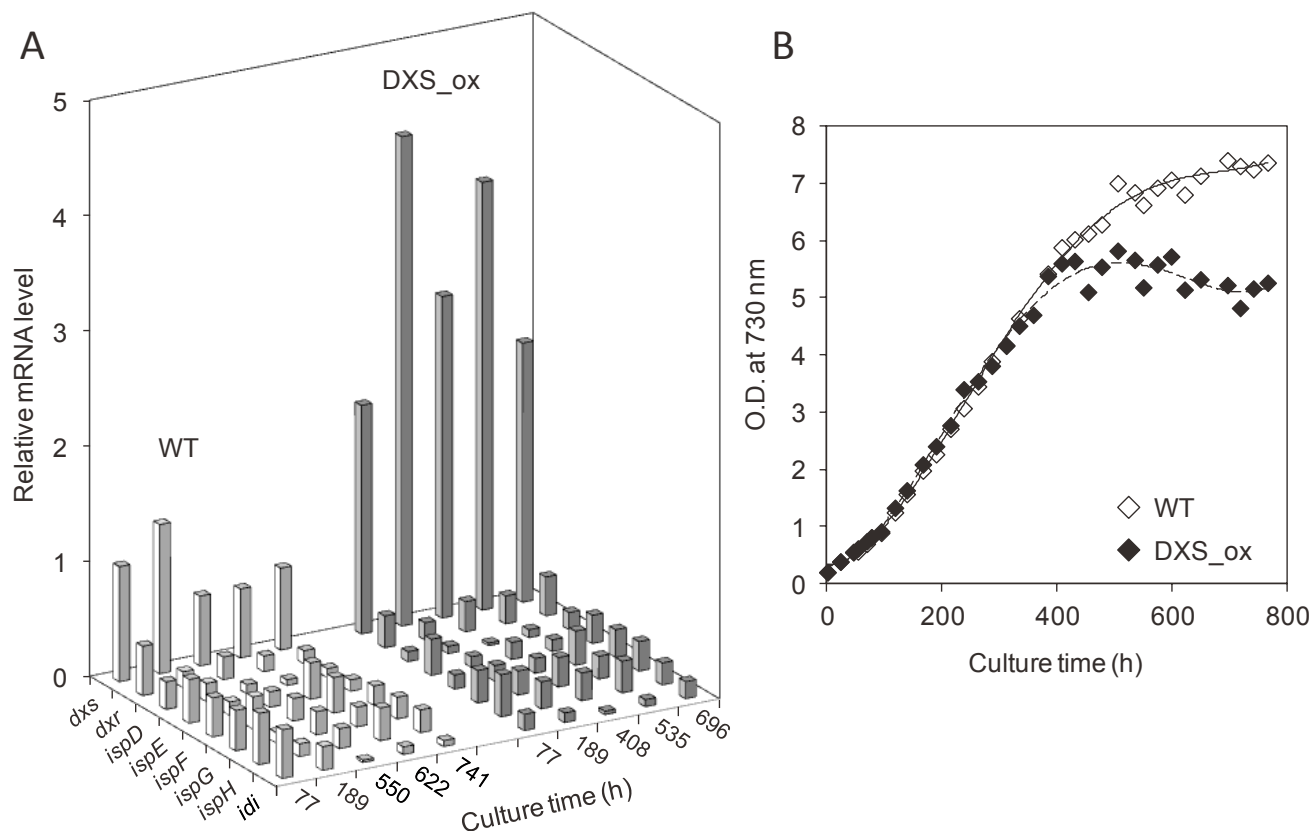 A
DXS_ox
WT
Relative mRNA level
5
4
3
2
1
0
dxs
dxr
ispD
ispE
ispF
ispG
ispH
idi
77
189
550
622
741
77
189
408
535
696
Culture time (h)
B
O.D. at 730 nm
8
7
6
5
4
3
2
1
0
WT
DXS_ox
0 200 400 600 800
Culture time (h)